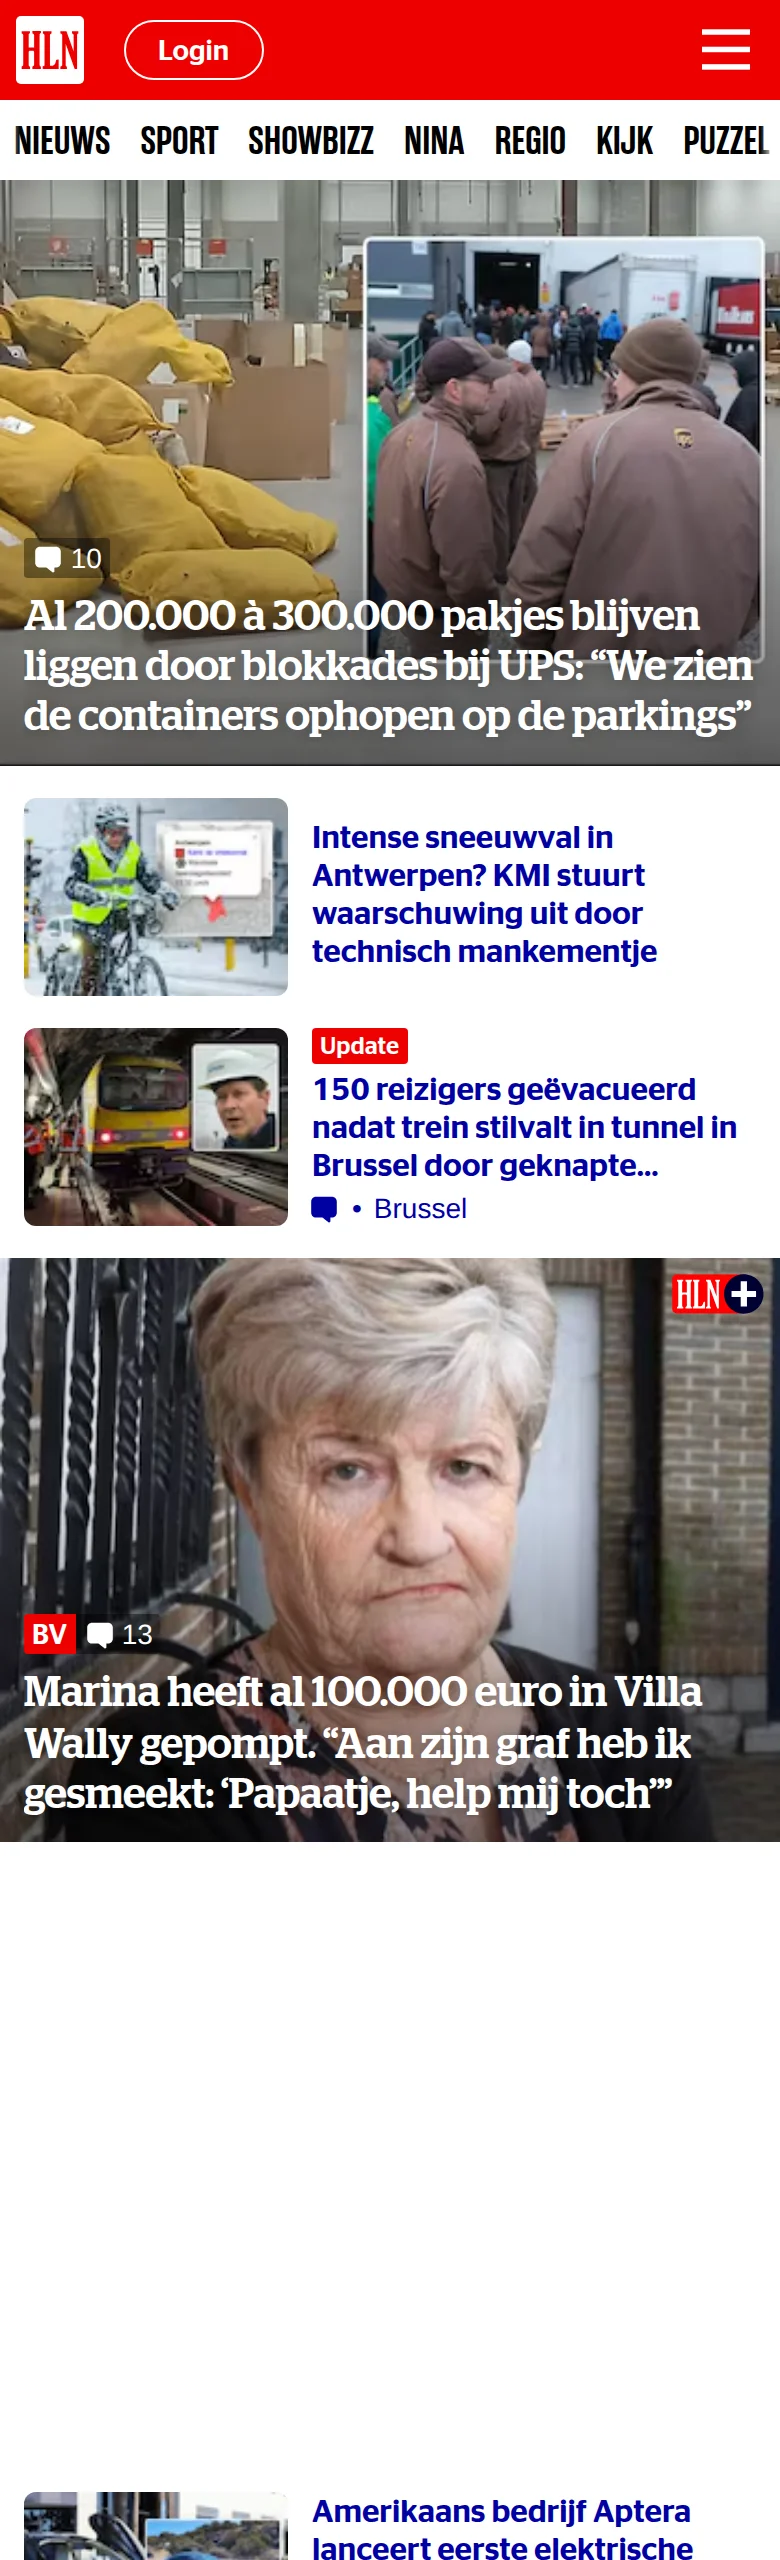 HLN
Login
NIEUWS SPORT SHOWBIZZ NINA REGIO KIJK PUZZEL
10
Al 200.000 à 300.000 pakjes blijven
liggen door blokkades bij UPS: “We zien
de containers ophopen op de parkings”
Intense sneeuwval in
Antwerpen? KMI stuurt
waarschuwing uit door
technisch mankementje
Update
150 reizigers geëvacueerd
nadat trein stilvalt in tunnel in
Brussel door geknapte...
• Brussel
HLN+
BV 13
Marina heeft al 100.000 euro in Villa
Wally gepompt. “Aan zijn graf heb ik
gesmeekt: ‘Papaatje, help mij toch’”
Amerikaans bedrijf Aptera
lanceert eerste elektrische